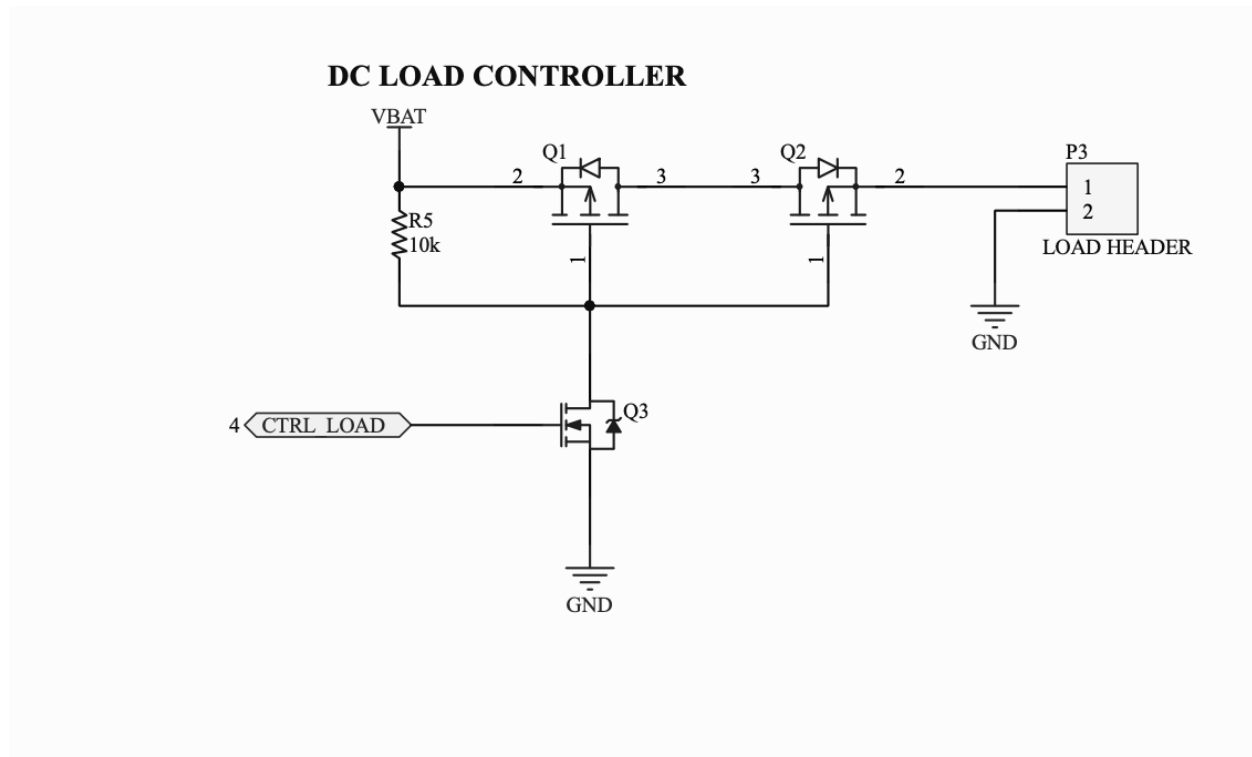 DC LOAD CONTROLLER
VBAT
Q1
Q2
P3
2
3
3
2
1
2
R5
10k
LOAD HEADER
1
1
GND
4
CTRL_LOAD
Q3
GND